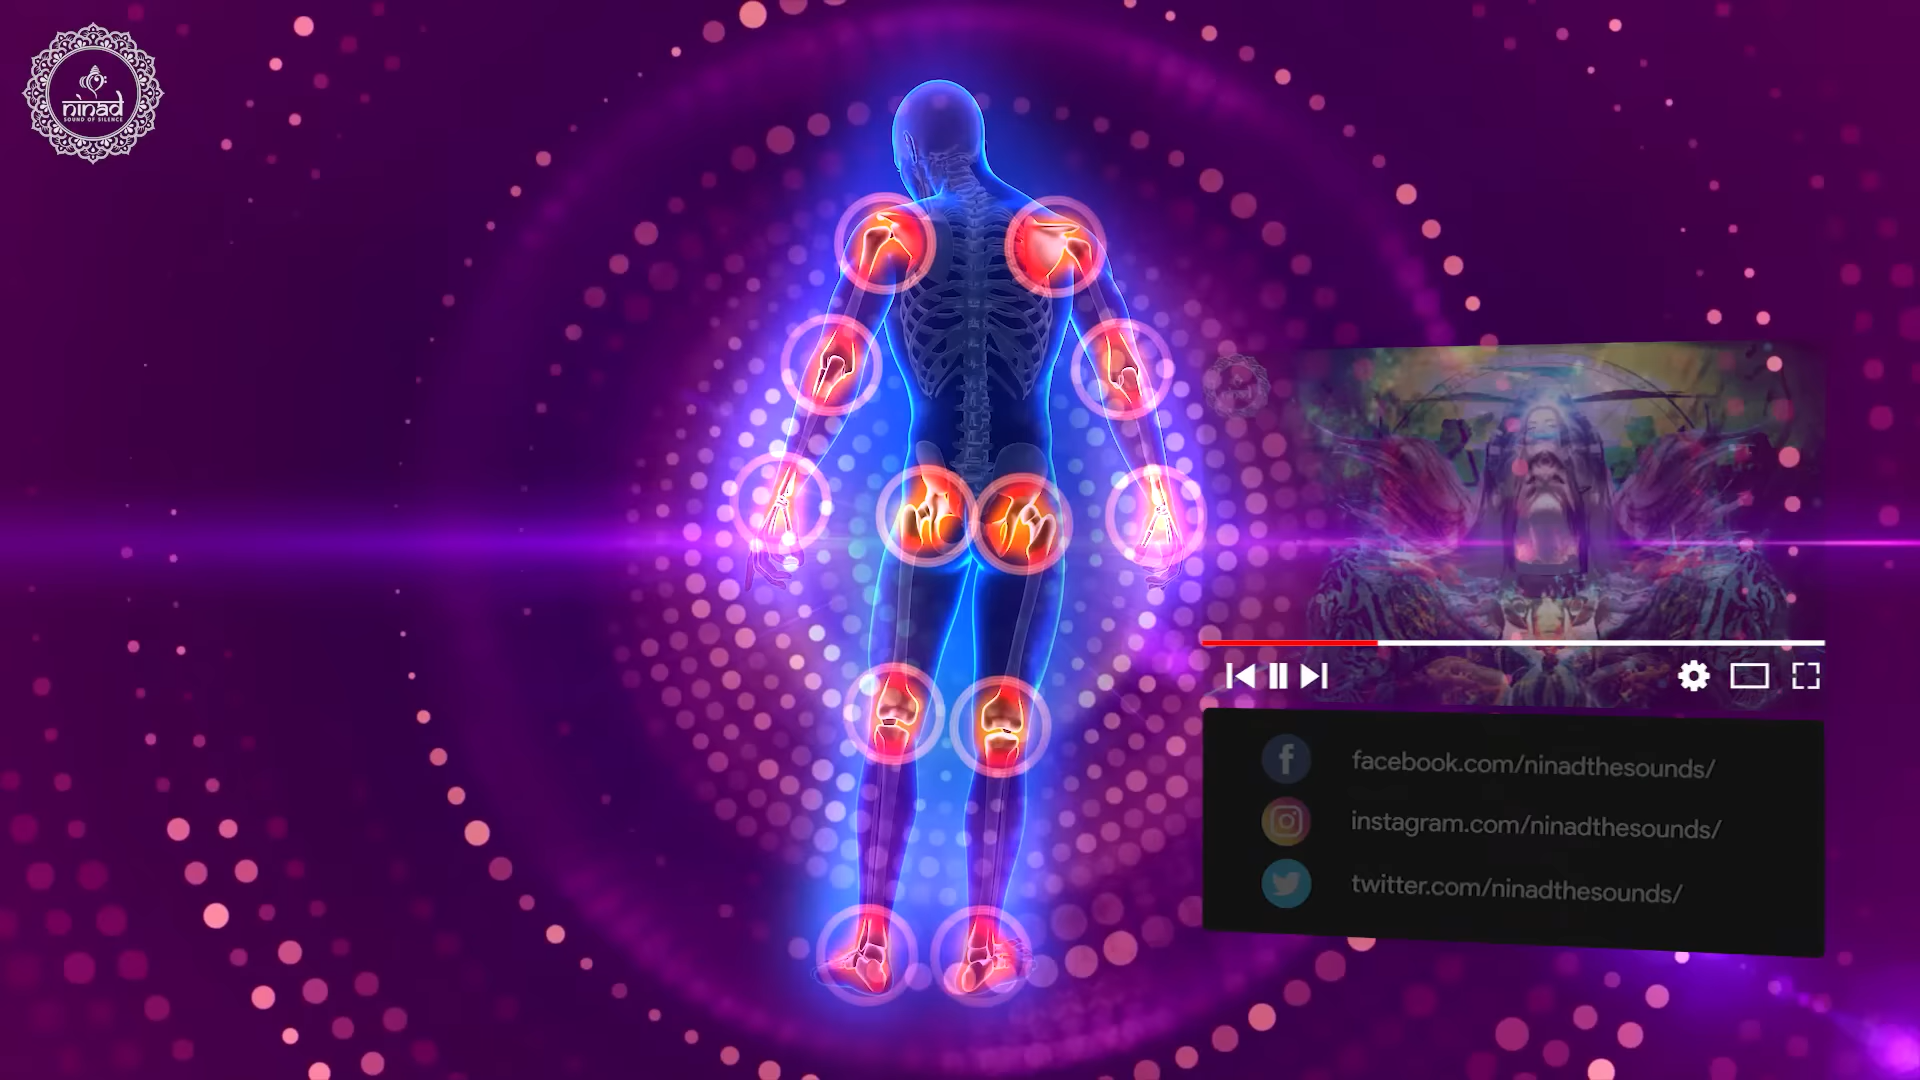 ninad
SOUND OF SILENCE
facebook.com/ninadthesounds/
instagram.com/ninadthesounds/
twitter.com/ninadthesounds/